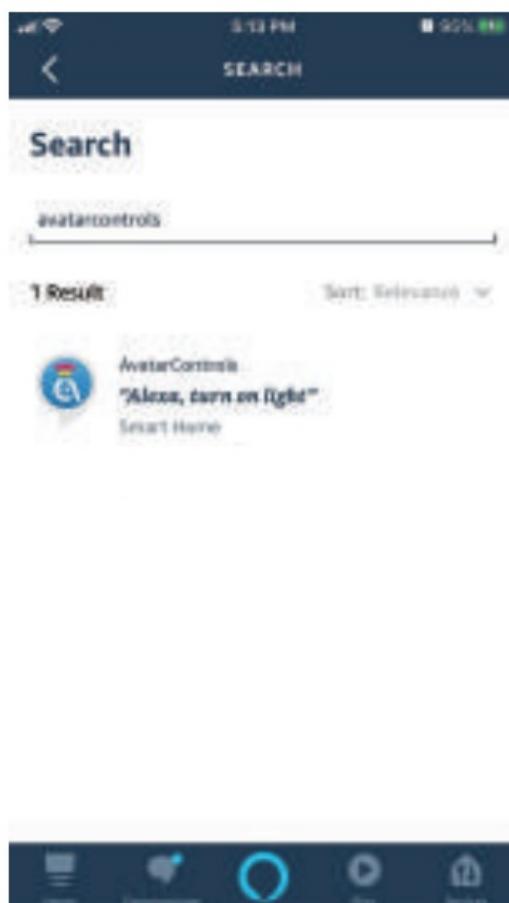 5:13 PM
SEARCH
Search
avatarcontrols
1 Result
Sort: Relevance
AvatarControls
"Alexa, turn on light"
Smart Home